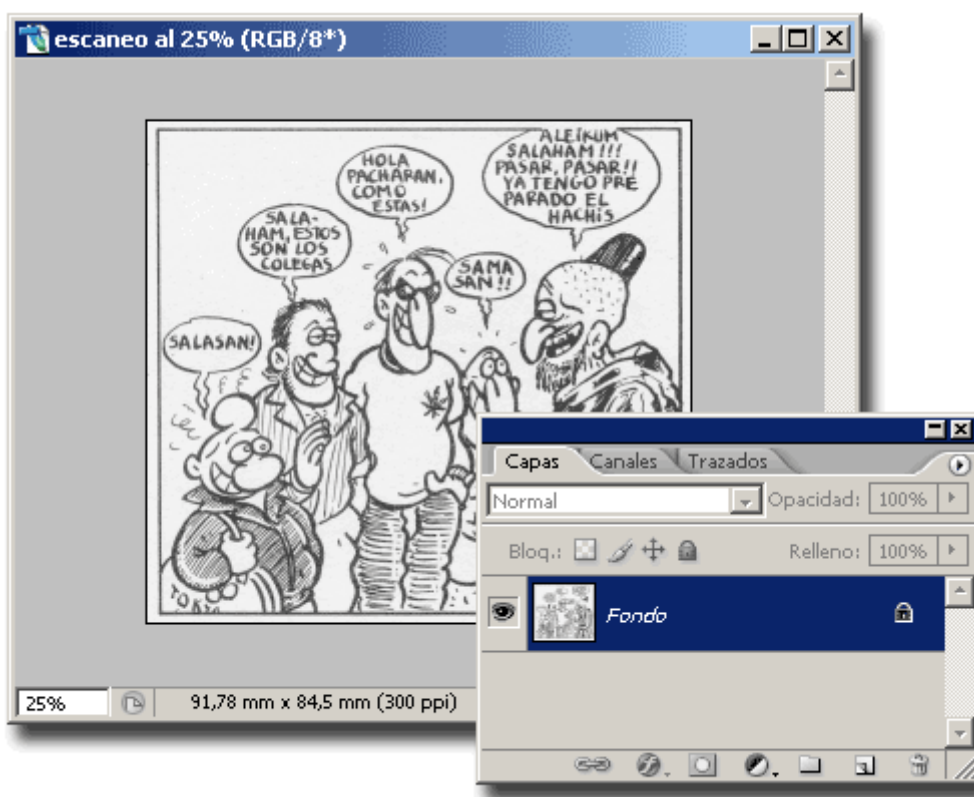 escaneo al 25% (RGB/8*)
HOLA
PACHARAN,
COMO
ESTAS!
ALEÍKUM
SALAHAM!!!
PASAR, PASAR!!
YA TENGO PRE
PARADO EL
HACHÍS
SALA-
HAM, ESTOS
SON LOS
COLEGAS
SAMA
SAN!!
SALASAN!
25%
91,78 mm x 84,5 mm (300 ppi)
Capas Canales Trazados
Normal Opacidad: 100%
Bloq.: Relleno: 100%
Fondo